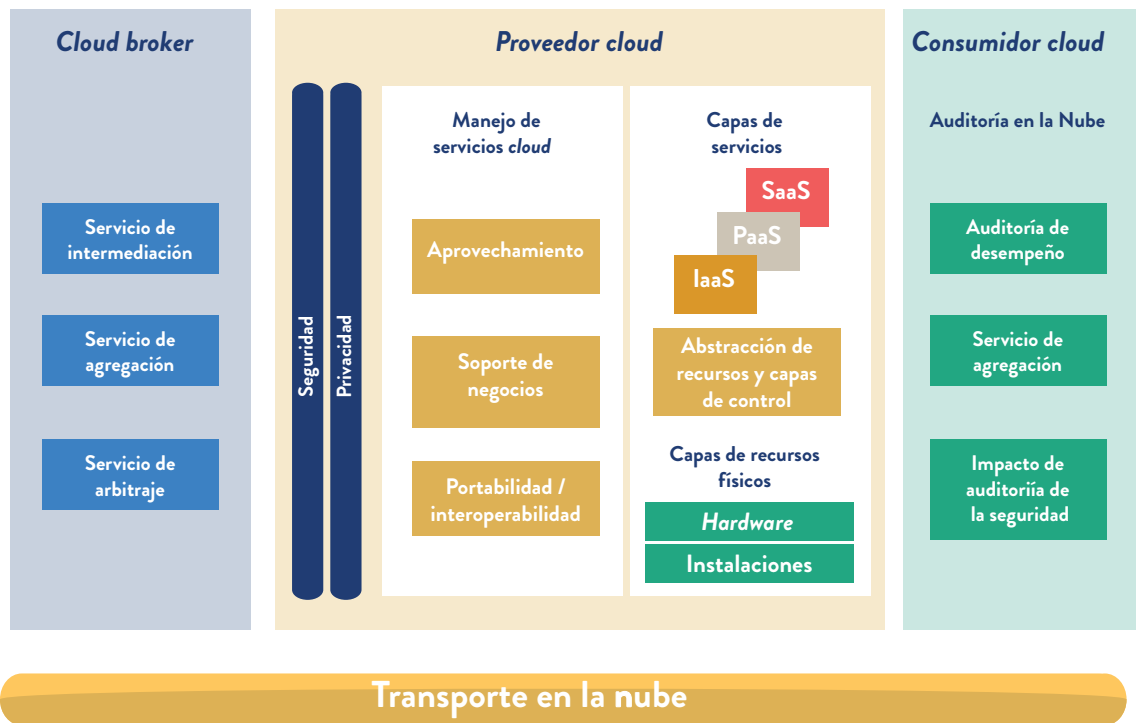 Cloud broker
Servicio de
intermediación
Servicio de
agregación
Servicio de
arbitraje
Proveedor cloud
Seguridad
Privacidad
Manejo de
servicios cloud
Aprovechamiento
Soporte de
negocios
Portabilidad /
interoperabilidad
Capas de
servicios
SaaS
PaaS
IaaS
Abstracción de
recursos y capas
de control
Capas de recursos
físicos
Hardware
Instalaciones
Consumidor cloud
Auditoría en la Nube
Auditoría de
desempeño
Servicio de
agregación
Impacto de
auditoriía de
la seguridad
Transporte en la nube